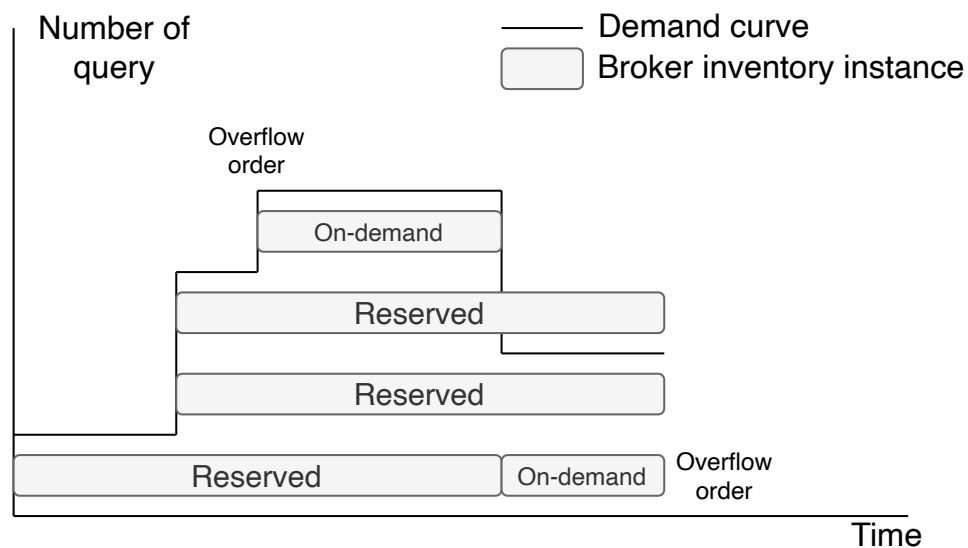 Number of
query
Demand curve
Broker inventory instance
Overflow
order
On-demand
Reserved
Reserved
Reserved
On-demand
Overflow
order
Time